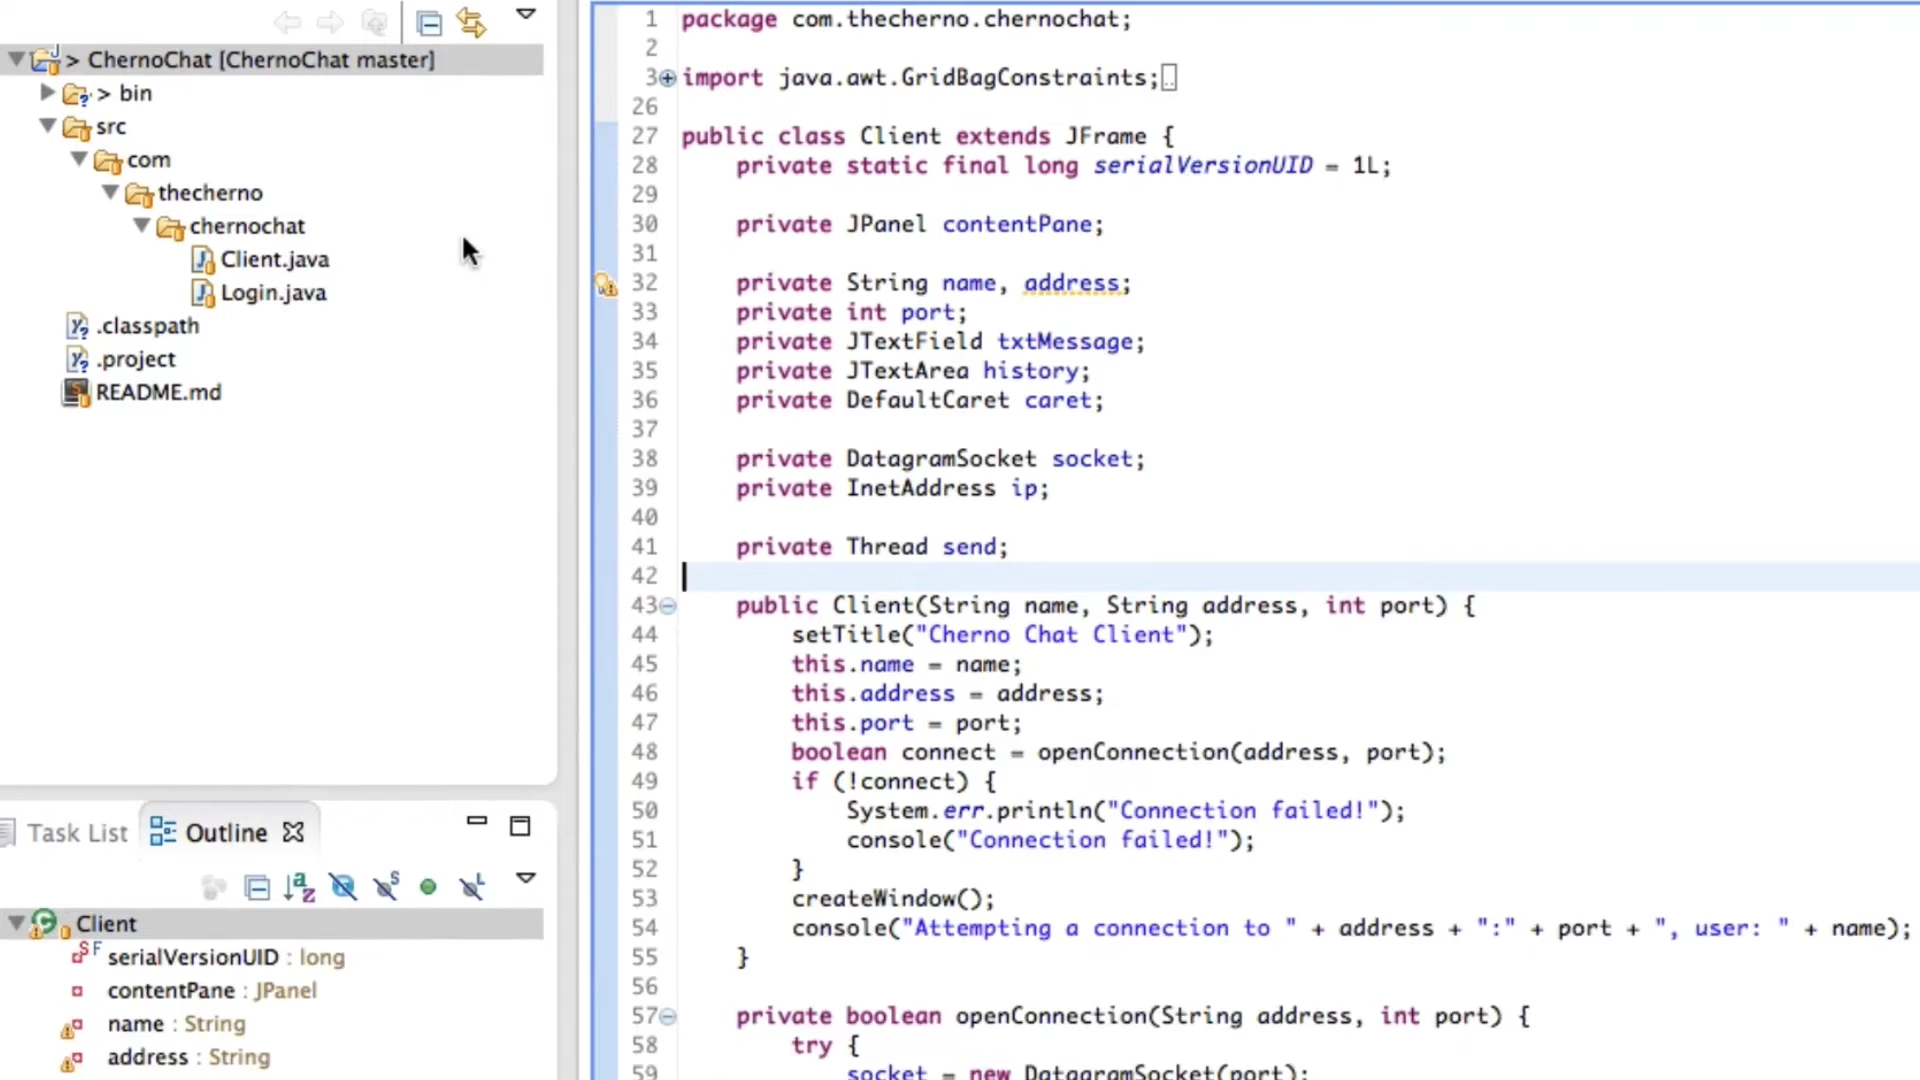 > ChernoChat [ChernoChat master]
> bin
src
com
thecherno
chernochat
Client.java
Login.java
.classpath
.project
README.md
Task List
Outline
Client
serialVersionUID : long
contentPane : JPanel
name : String
address : String
1 package com.thecherno.chernochat;
2
3 import java.awt.GridBagConstraints;
26
27 public class Client extends JFrame {
28 private static final long serialVersionUID = 1L;
29
30 private JPanel contentPane;
31
32 private String name, address;
33 private int port;
34 private JTextField txtMessage;
35 private JTextArea history;
36 private DefaultCaret caret;
37
38 private DatagramSocket socket;
39 private InetAddress ip;
40
41 private Thread send;
42
43 public Client(String name, String address, int port) {
44 setTitle("Cherno Chat Client");
45 this.name = name;
46 this.address = address;
47 this.port = port;
48 boolean connect = openConnection(address, port);
49 if (!connect) {
50 System.err.println("Connection failed!");
51 console("Connection failed!");
52 }
53 createWindow();
54 console("Attempting a connection to " + address + ":" + port + ", user: " + name);
55 }
56
57 private boolean openConnection(String address, int port) {
58 try {
59 socket = new DatagramSocket(port);